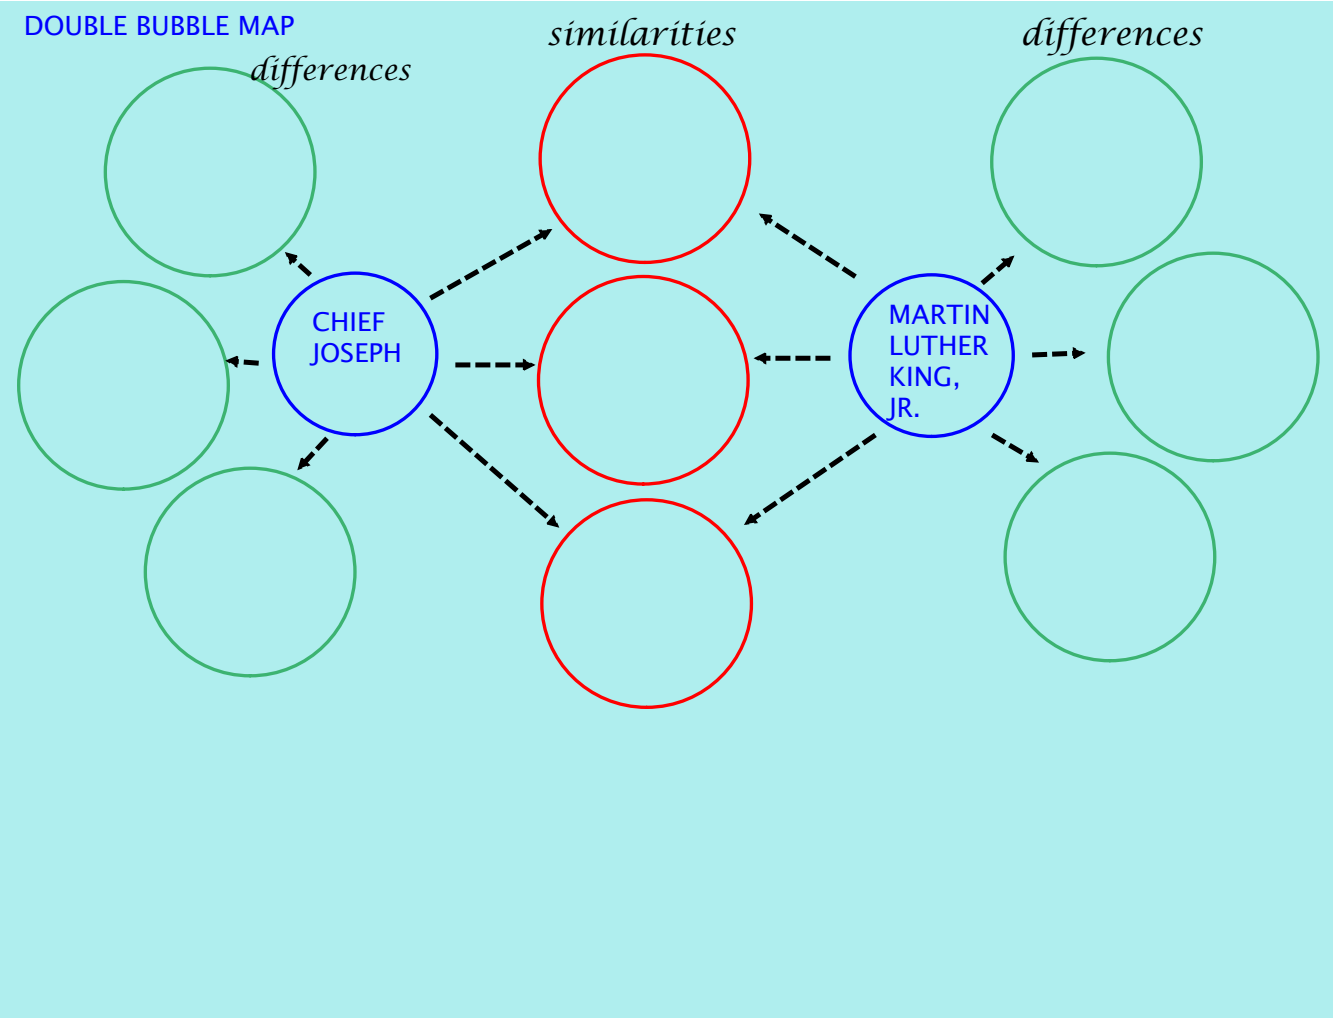 DOUBLE BUBBLE MAP
similarities
differences
differences
CHIEF
JOSEPH
MARTIN
LUTHER
KING,
JR.